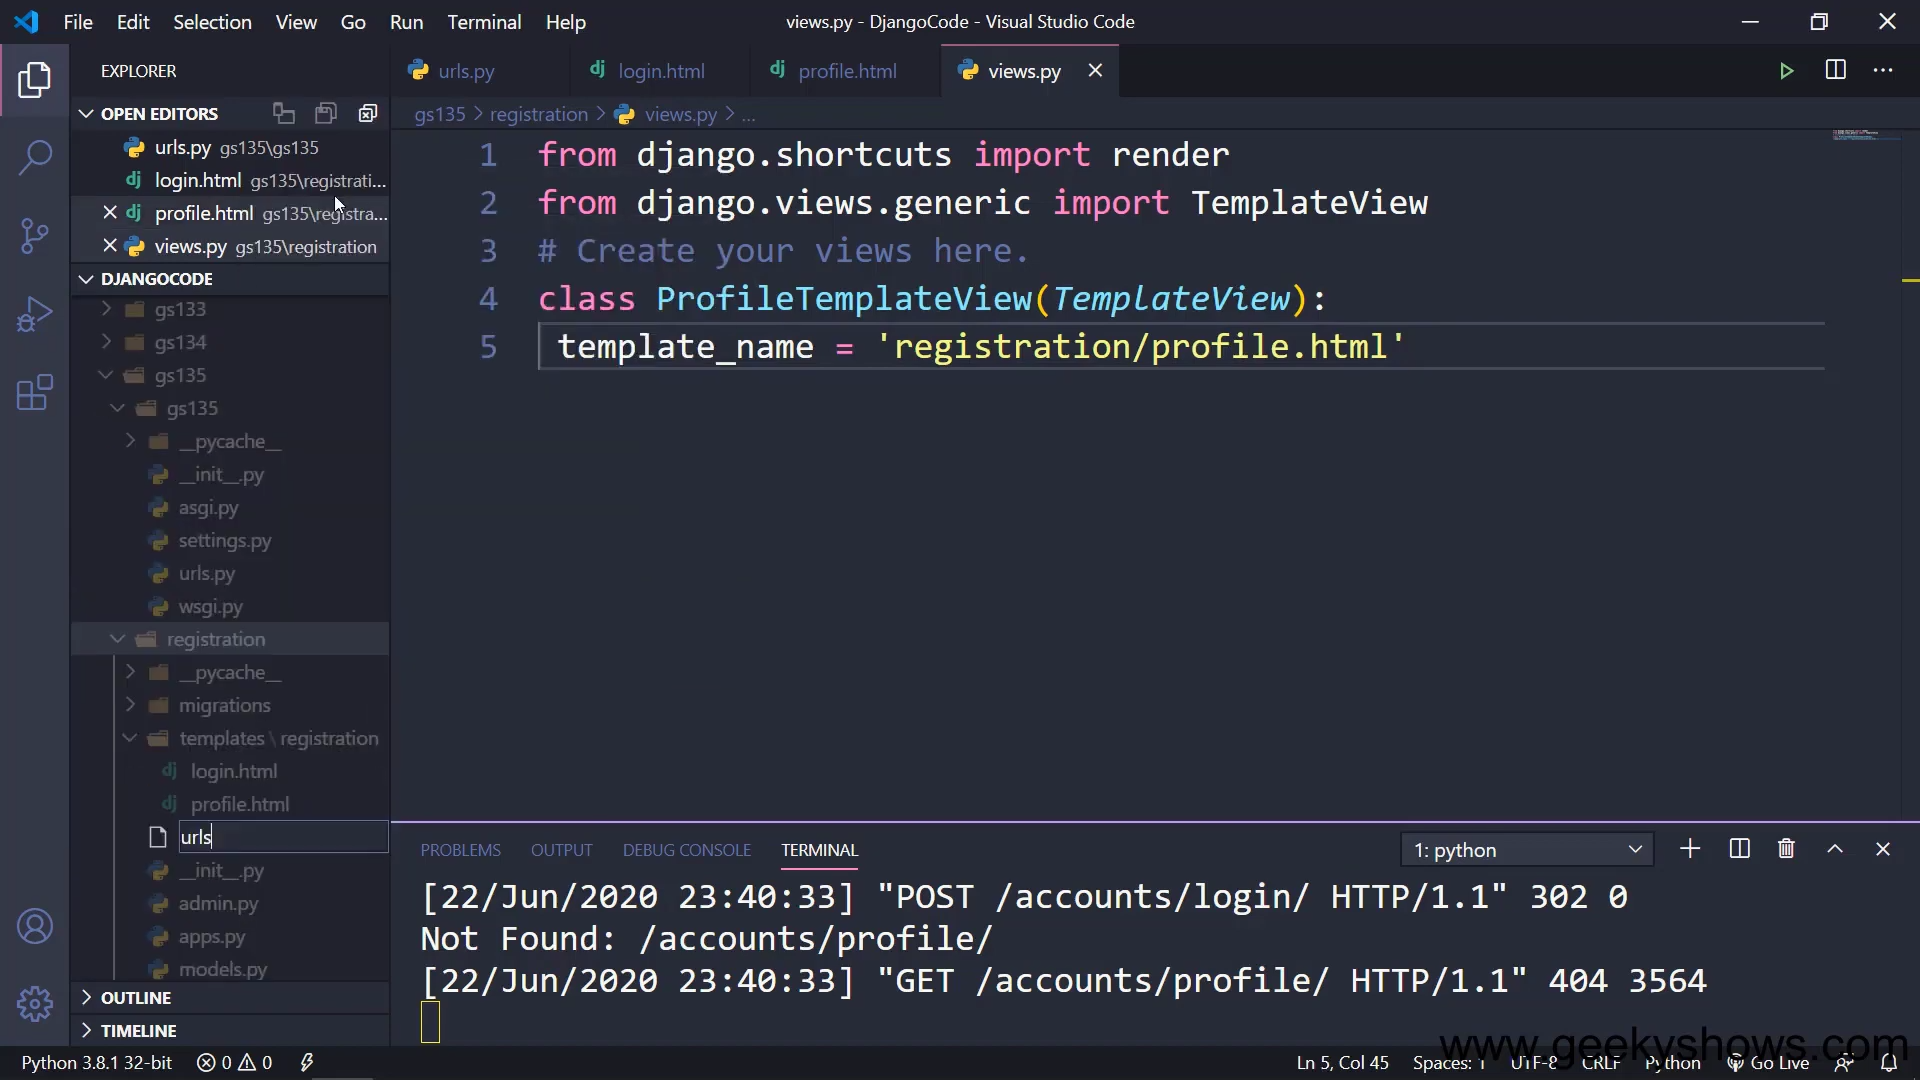 File Edit Selection View Go Run Terminal Help views.py - DjangoCode - Visual Studio Code
EXPLORER
urls.py login.html profile.html views.py
OPEN EDITORS
gs135 > registration > views.py > ...
urls.py gs135\gs135
login.html gs135\registrati...
profile.html gs135\registra...
views.py gs135\registration
DJANGOCODE
gs133
gs134
gs135
gs135
__pycache__
__init__.py
asgi.py
settings.py
urls.py
wsgi.py
registration
__pycache__
migrations
templates \ registration
login.html
profile.html
urls
__init__.py
admin.py
apps.py
models.py
OUTLINE
TIMELINE
1 from django.shortcuts import render
2 from django.views.generic import TemplateView
3 # Create your views here.
4 class ProfileTemplateView(TemplateView):
5 template_name = 'registration/profile.html'
PROBLEMS OUTPUT DEBUG CONSOLE TERMINAL 1: python
[22/Jun/2020 23:40:33] "POST /accounts/login/ HTTP/1.1" 302 0
Not Found: /accounts/profile/
[22/Jun/2020 23:40:33] "GET /accounts/profile/ HTTP/1.1" 404 3564
www.geekyshows.com
Python 3.8.1 32-bit 0 0 Ln 5, Col 45 Spaces: 1 UTF-8 CRLF Python Go Live